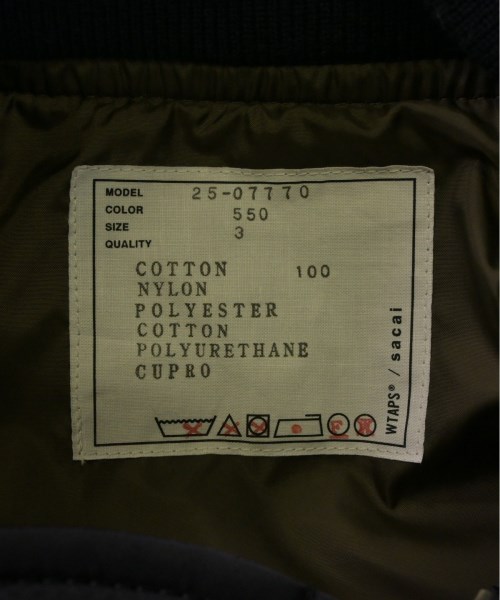 MODEL 25-07770
COLOR 550
SIZE 3
QUALITY
COTTON 100
NYLON
POLYESTER
COTTON
POLYURETHANE
CUPRO
WTAPS® / sacai